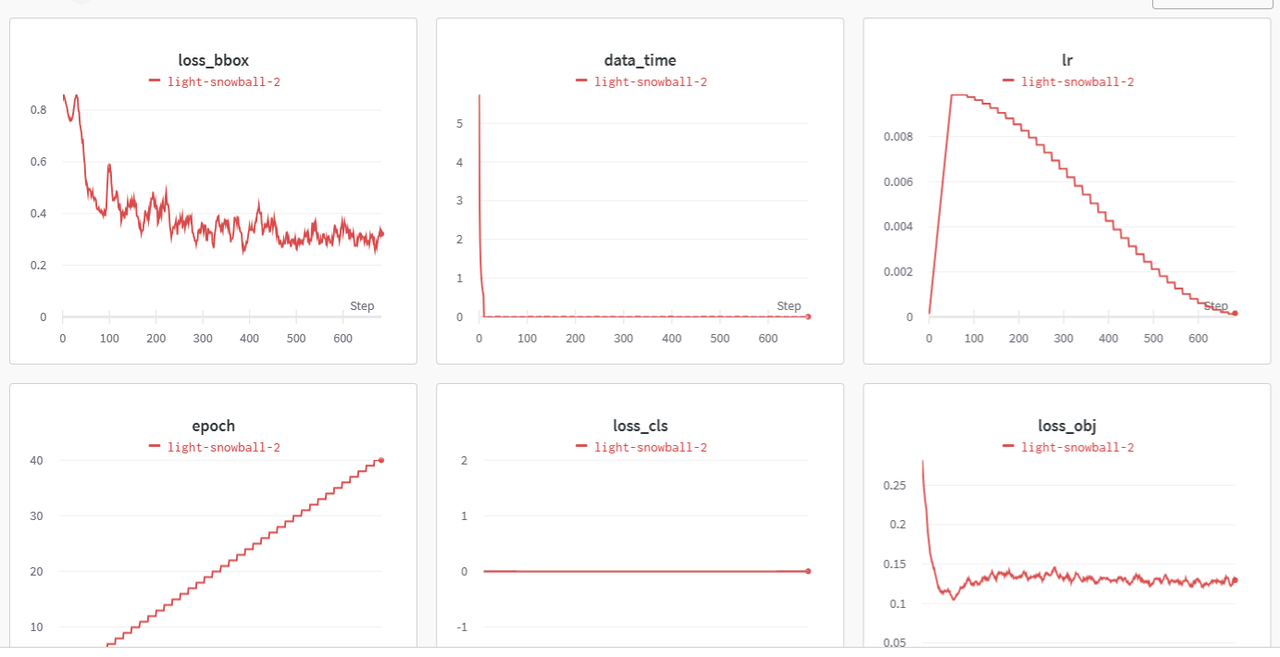 loss_bbox
light-snowball-2
0.8
0.6
0.4
0.2
0
Step
0 100 200 300 400 500 600
data_time
light-snowball-2
5
4
3
2
1
0
Step
0 100 200 300 400 500 600
lr
light-snowball-2
0.008
0.006
0.004
0.002
0
Step
0 100 200 300 400 500 600
epoch
light-snowball-2
40
30
20
10
loss_cls
light-snowball-2
2
1
0
-1
loss_obj
light-snowball-2
0.25
0.2
0.15
0.1
0.05